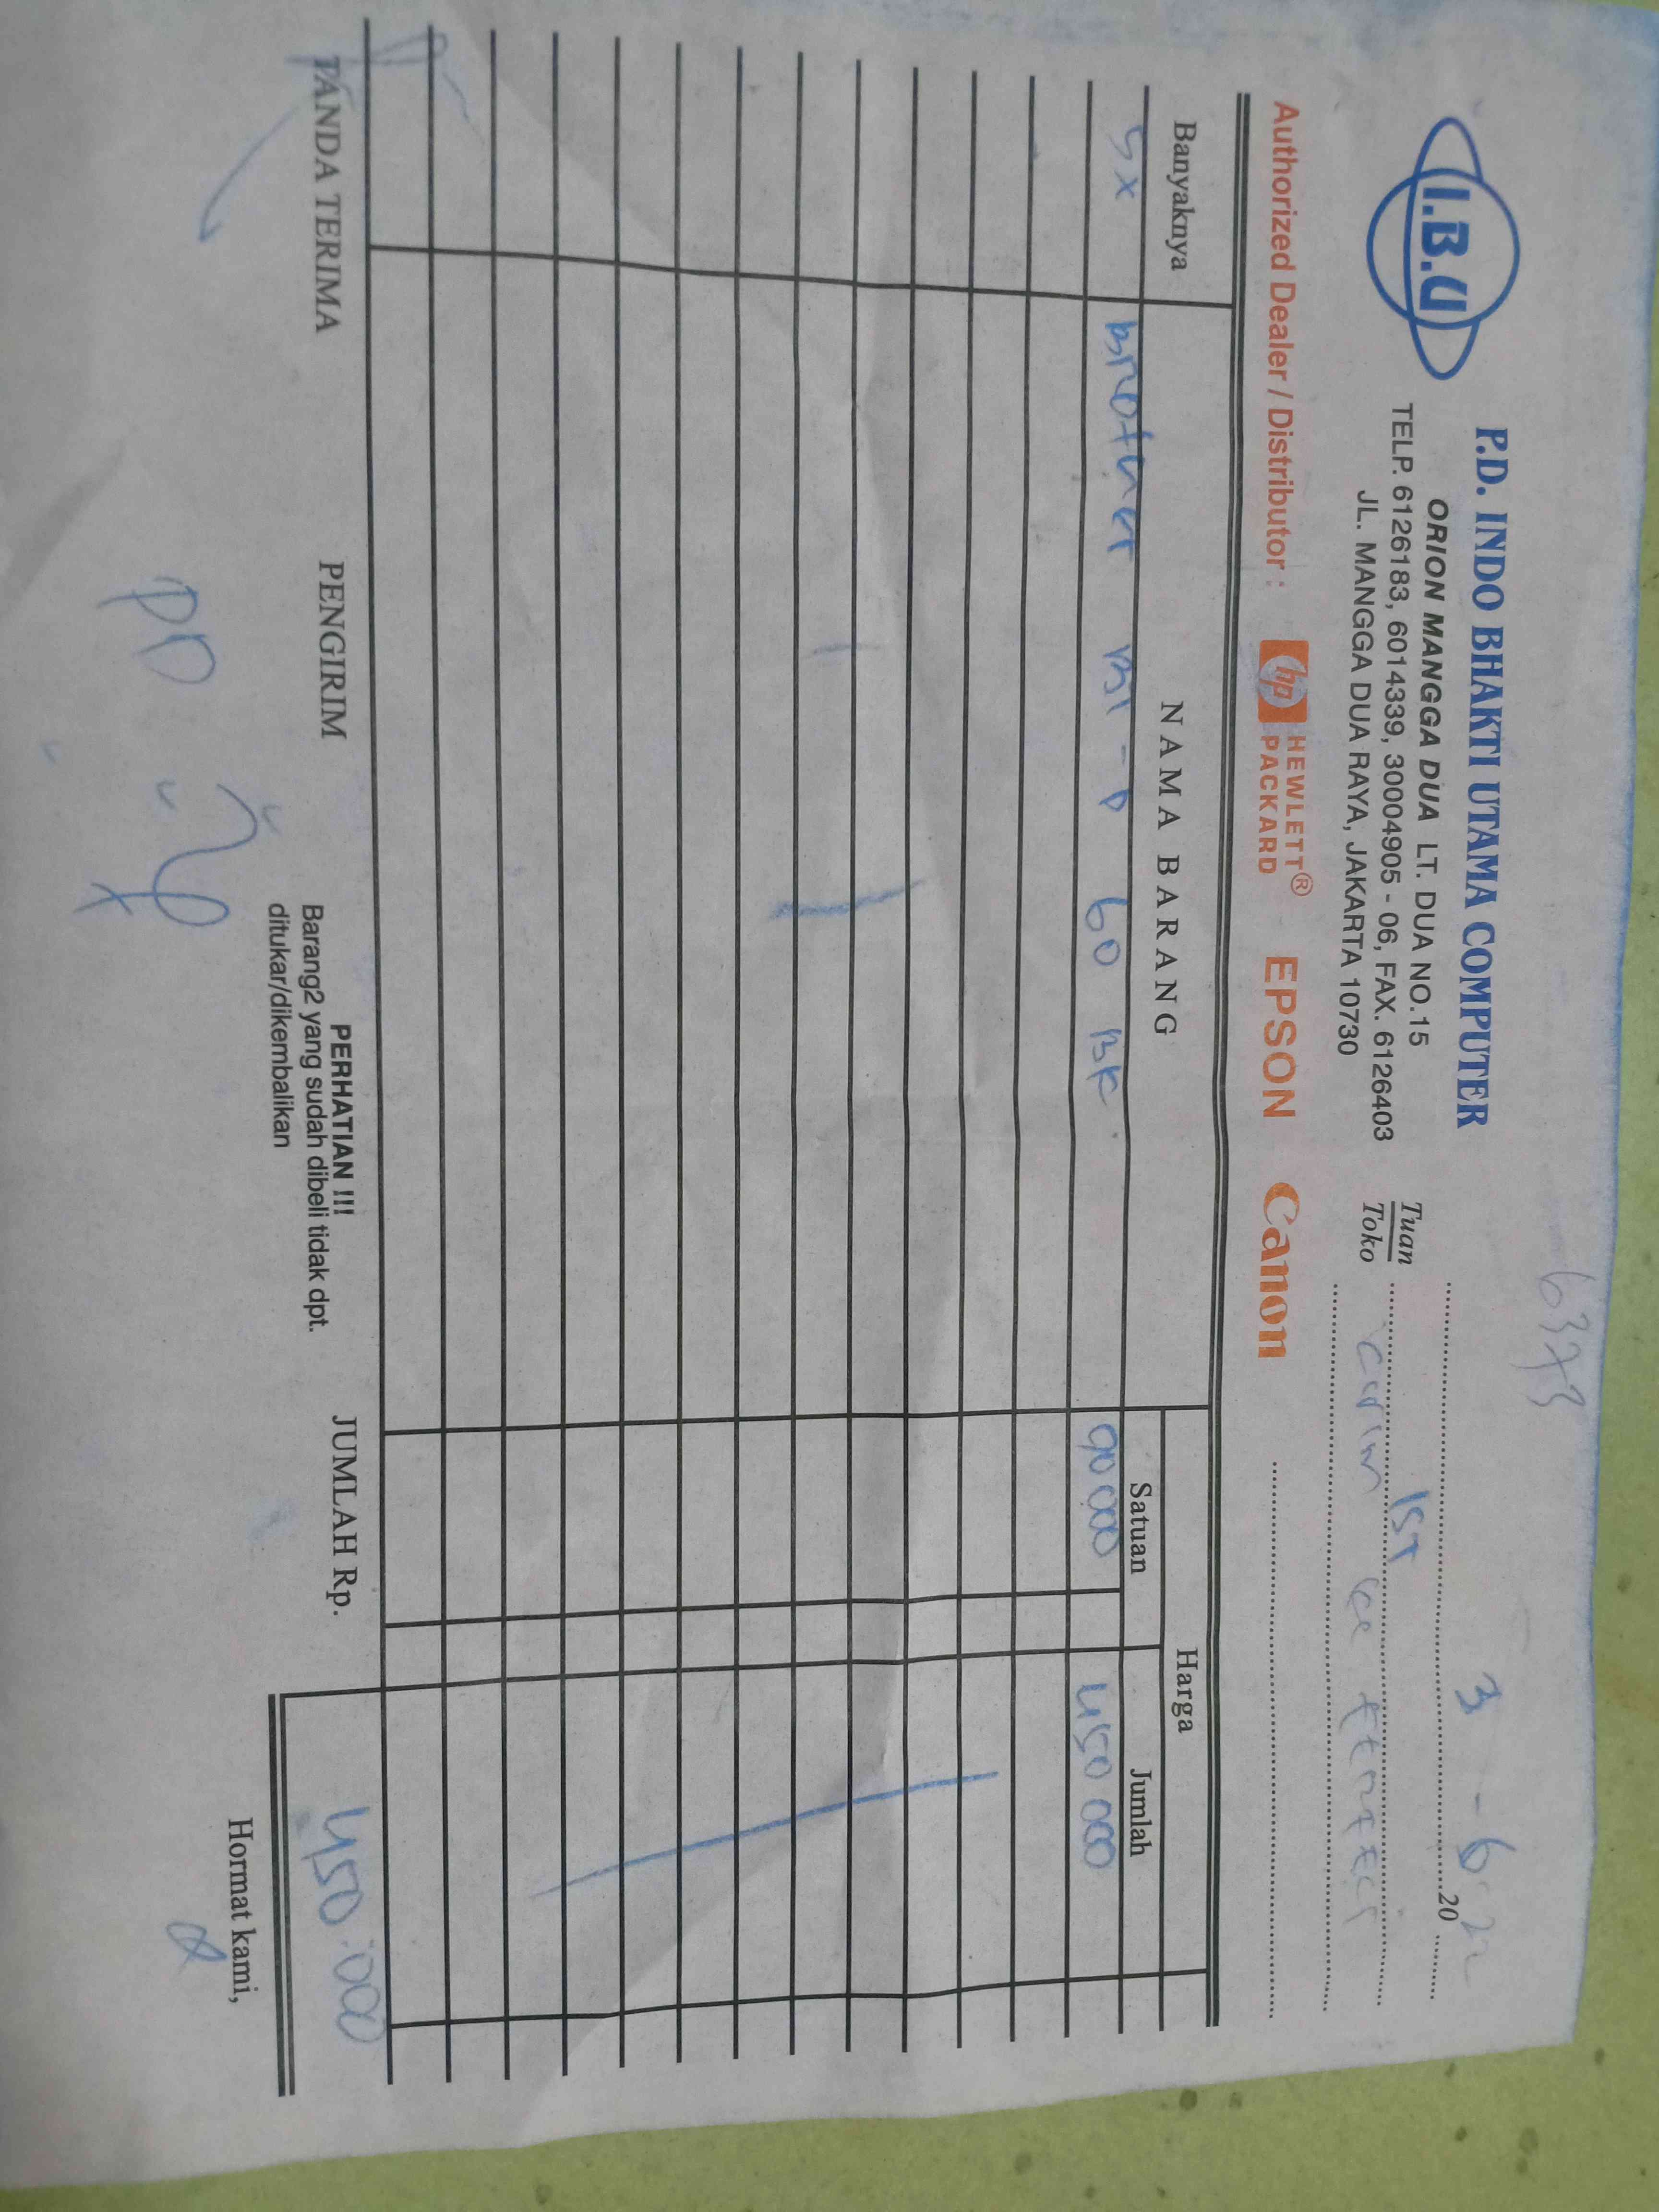 6373
I.B.U
P.D. INDO BHAKTI UTAMA COMPUTER
ORION MANGGA DUA LT. DUA NO.15
TELP. 6126183, 6014339, 30004905 - 06, FAX. 6126403
JL. MANGGA DUA RAYA, JAKARTA 10730
3 - 6 20
Tuan
Toko
Authorized Dealer / Distributor : hp HEWLETT® PACKARD EPSON Canon
Banyaknya NAMA BARANG Harga
Satuan Jumlah
5x Brother 60 BK 90 000 450 000
TANDA TERIMA PENGIRIM JUMLAH Rp. 450.000
PERHATIAN !!!
Barang2 yang sudah dibeli tidak dpt.
ditukar/dikembalikan
Hormat kami,